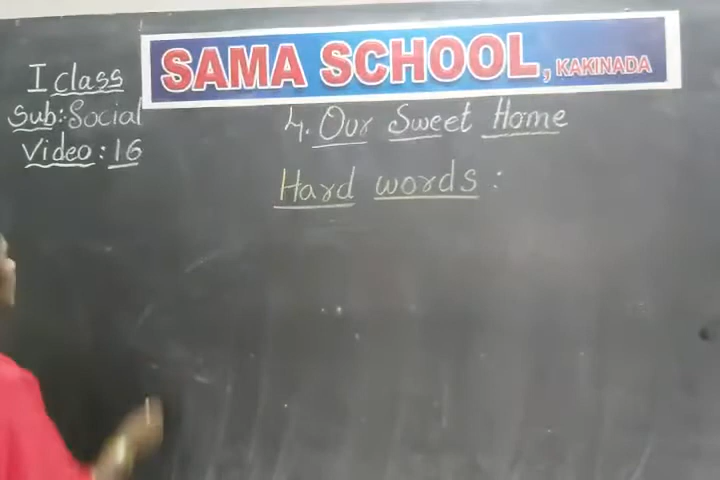 SAMA SCHOOL, KAKINADA
I class
Sub:- Social
Video: 16
4. Our Sweet Home
Hard words: